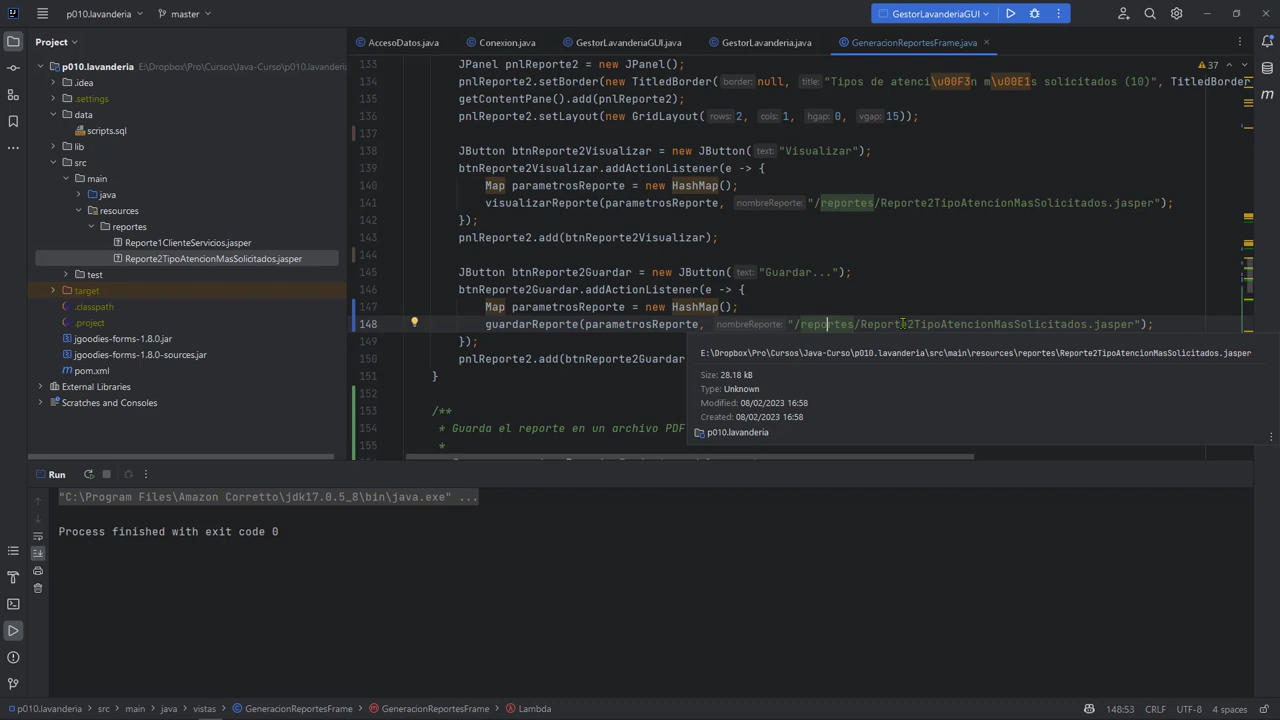 p010.lavanderia
master
GestorLavanderiaGUI
Project
AccesoDatos.java
Conexion.java
GestorLavanderiaGUI.java
GestorLavanderia.java
GeneracionReportesFrame.java
p010.lavanderia E:\Dropbox\Pro\Cursos\Java-Curso\p010.lavanderia
.idea
.settings
data
scripts.sql
lib
src
main
java
resources
reportes
Reporte1ClienteServicios.jasper
Reporte2TipoAtencionMasSolicitados.jasper
test
target
.classpath
.project
jgoodies-forms-1.8.0.jar
jgoodies-forms-1.8.0-sources.jar
pom.xml
External Libraries
Scratches and Consoles
37
133 JPanel pnlReporte2 = new JPanel();
134 pnlReporte2.setBorder(new TitledBorder( border: null, title: "Tipos de atenci\u00F3n m\u00E1s solicitados (10)", TitledBorder
135 getContentPane().add(pnlReporte2);
136 pnlReporte2.setLayout(new GridLayout( rows: 2, cols: 1, hgap: 0, vgap: 15));
137
138 JButton btnReporte2Visualizar = new JButton( text: "Visualizar");
139 btnReporte2Visualizar.addActionListener(e -> {
140 Map parametrosReporte = new HashMap();
141 visualizarReporte(parametrosReporte, nombreReporte: "/reportes/Reporte2TipoAtencionMasSolicitados.jasper");
142 });
143 pnlReporte2.add(btnReporte2Visualizar);
144
145 JButton btnReporte2Guardar = new JButton( text: "Guardar...");
146 btnReporte2Guardar.addActionListener(e -> {
147 Map parametrosReporte = new HashMap();
148 guardarReporte(parametrosReporte, nombreReporte: "/reportes/Reporte2TipoAtencionMasSolicitados.jasper");
149 });
150 pnlReporte2.add(btnReporte2Guardar
151 }
152
153 /**
154 * Guarda el reporte en un archivo PDF
155 *
E:\Dropbox\Pro\Cursos\Java-Curso\p010.lavanderia\src\main\resources\reportes\Reporte2TipoAtencionMasSolicitados.jasper
Size: 28.18 kB
Type: Unknown
Modified: 08/02/2023 16:58
Created: 08/02/2023 16:58
p010.lavanderia
Run
"C:\Program Files\Amazon Corretto\jdk17.0.5_8\bin\java.exe" ...
Process finished with exit code 0
p010.lavanderia > src > main > java > vistas > GeneracionReportesFrame > GeneracionReportesFrame > Lambda
148:53 CRLF UTF-8 4 spaces